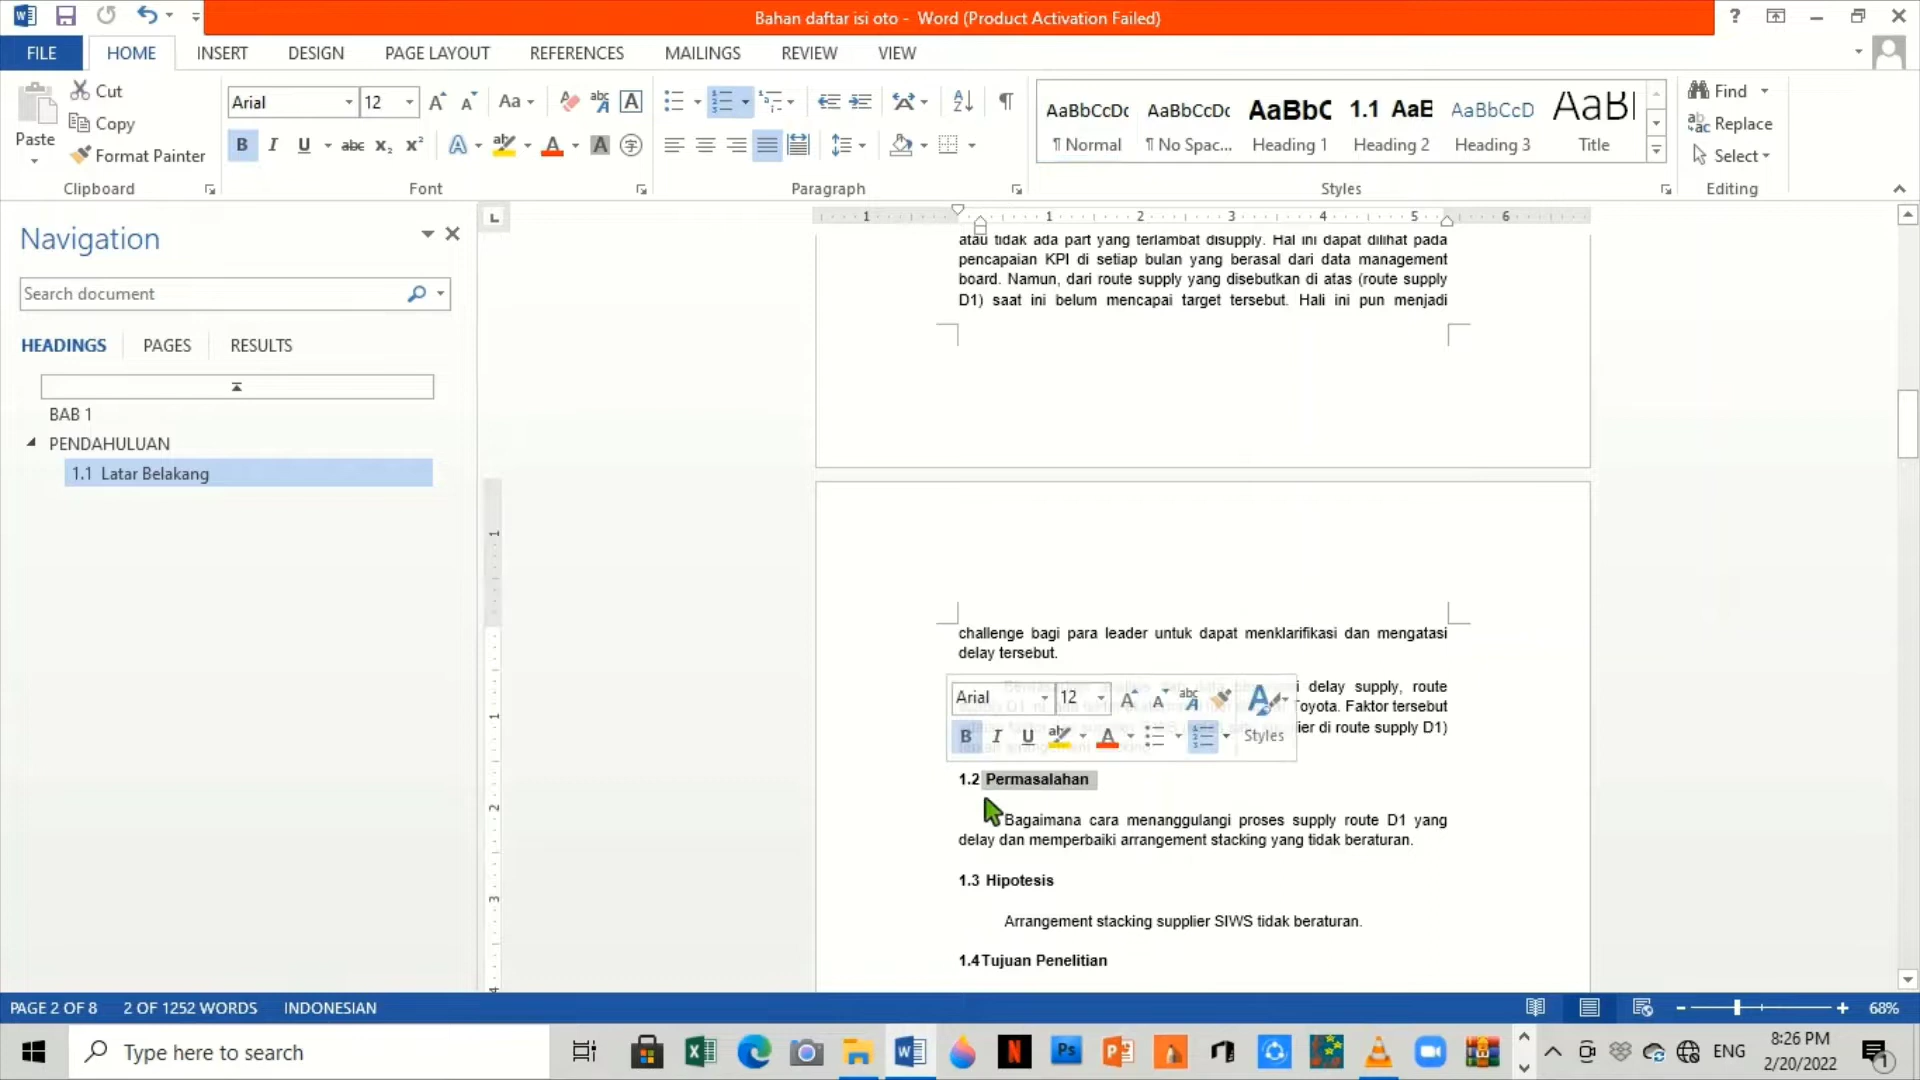 Bahan daftar isi oto - Word (Product Activation Failed)
FILE HOME INSERT DESIGN PAGE LAYOUT REFERENCES MAILINGS REVIEW VIEW
Paste
Cut
Copy
Format Painter
Clipboard
Arial 12
Font
Paragraph
AaBbCcDc AaBbCcDc AaBbC 1.1 AaB AaBbCcD AaBl
¶ Normal ¶ No Spac... Heading 1 Heading 2 Heading 3 Title
Styles
Find
Replace
Select
Editing
Navigation
Search document
HEADINGS PAGES RESULTS
BAB 1
PENDAHULUAN
1.1 Latar Belakang
atau tidak ada part yang terlambat disupply. Hal ini dapat dilihat pada
pencapaian KPI di setiap bulan yang berasal dari data management
board. Namun, dari route supply yang disebutkan di atas (route supply
D1) saat ini belum mencapai target tersebut. Hali ini pun menjadi
challenge bagi para leader untuk dapat menklarifikasi dan mengatasi
delay tersebut.
delay supply, route
Toyota. Faktor tersebut
ier di route supply D1)
Arial 12
Styles
1.2 Permasalahan
Bagaimana cara menanggulangi proses supply route D1 yang
delay dan memperbaiki arrangement stacking yang tidak beraturan.
1.3 Hipotesis
Arrangement stacking supplier SIWS tidak beraturan.
1.4 Tujuan Penelitian
PAGE 2 OF 8 2 OF 1252 WORDS INDONESIAN 68%
Type here to search
ENG
8:26 PM
2/20/2022